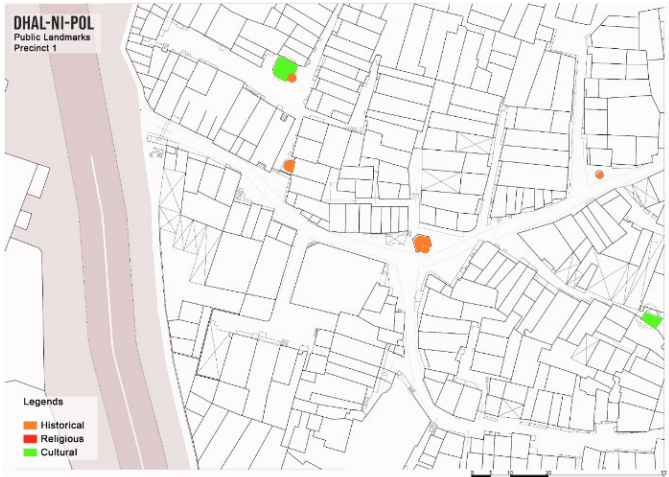 DHAL-NI-POL
Public Landmarks
Precinct 1
Legends
Historical
Religious
Cultural